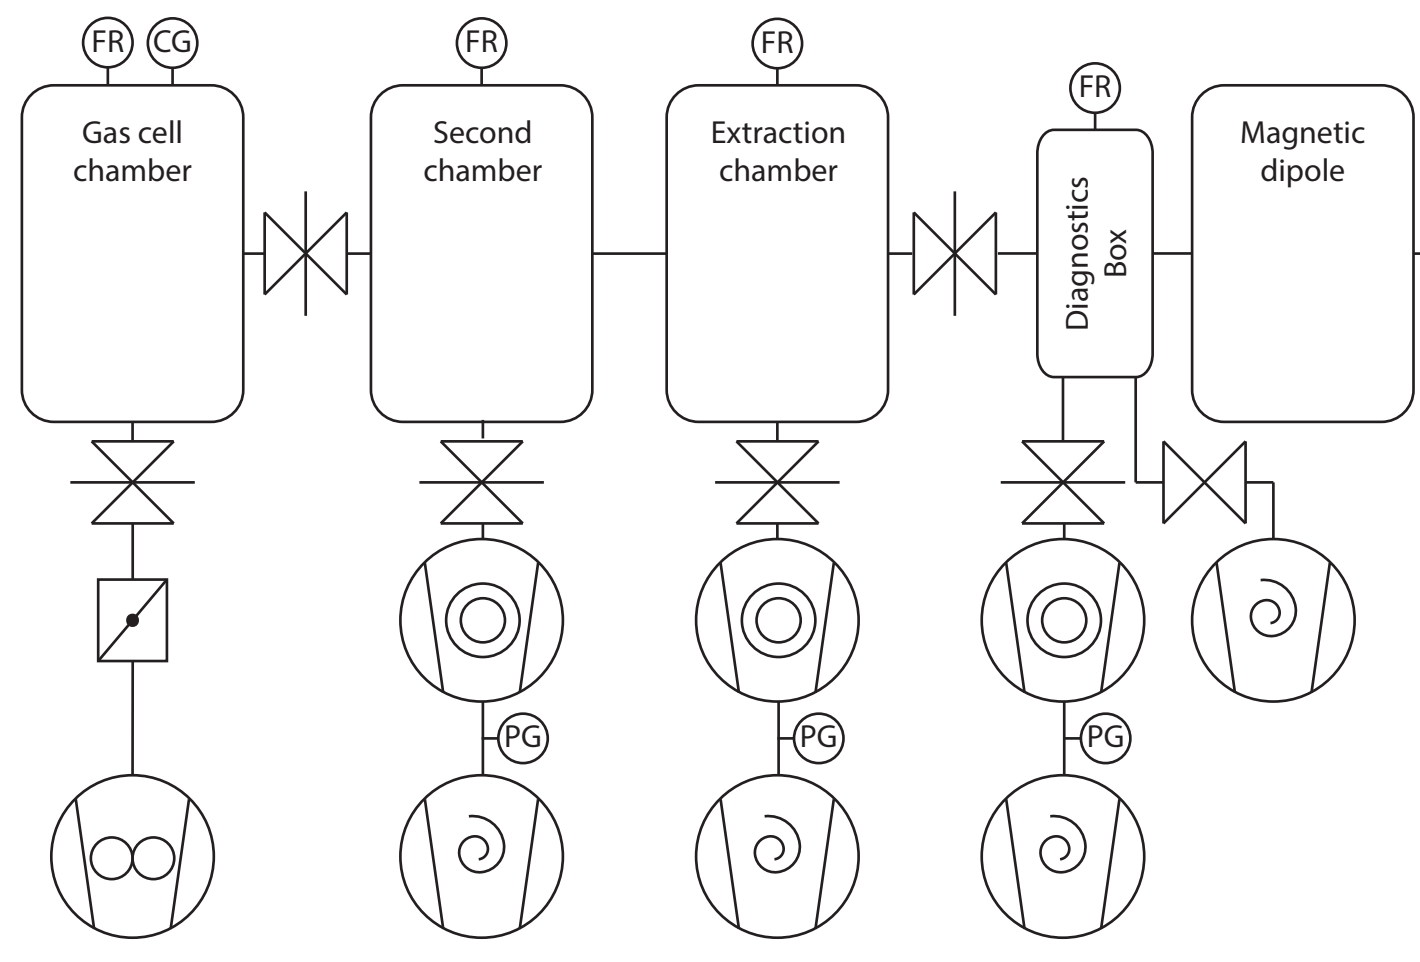 FR
CG
FR
FR
FR
Gas cell
chamber
Second
chamber
Extraction
chamber
Diagnostics
Box
Magnetic
dipole
PG
PG
PG